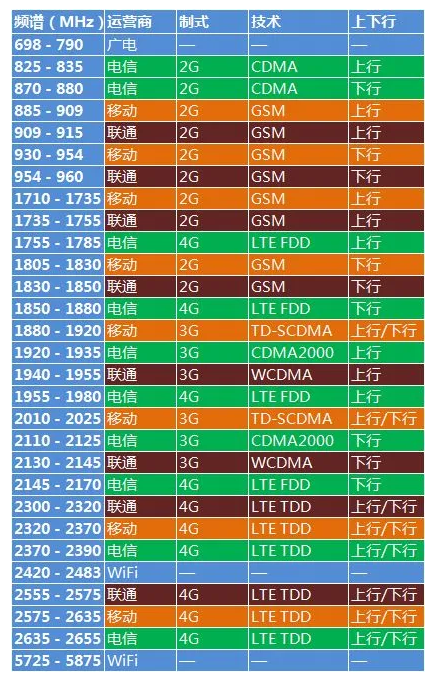 频谱（MHz） 运营商 制式 技术 上下行
698 - 790 广电 — — —
825 - 835 电信 2G CDMA 上行
870 - 880 电信 2G CDMA 下行
885 - 909 移动 2G GSM 上行
909 - 915 联通 2G GSM 上行
930 - 954 移动 2G GSM 下行
954 - 960 联通 2G GSM 下行
1710 - 1735 移动 2G GSM 上行
1735 - 1755 联通 2G GSM 上行
1755 - 1785 电信 4G LTE FDD 上行
1805 - 1830 移动 2G GSM 下行
1830 - 1850 联通 2G GSM 下行
1850 - 1880 电信 4G LTE FDD 下行
1880 - 1920 移动 3G TD-SCDMA 上行/下行
1920 - 1935 电信 3G CDMA2000 上行
1940 - 1955 联通 3G WCDMA 上行
1955 - 1980 电信 4G LTE FDD 上行
2010 - 2025 移动 3G TD-SCDMA 上行/下行
2110 - 2125 电信 3G CDMA2000 下行
2130 - 2145 联通 3G WCDMA 下行
2145 - 2170 电信 4G LTE FDD 下行
2300 - 2320 联通 4G LTE TDD 上行/下行
2320 - 2370 移动 4G LTE TDD 上行/下行
2370 - 2390 电信 4G LTE TDD 上行/下行
2420 - 2483 WiFi — — —
2555 - 2575 联通 4G LTE TDD 上行/下行
2575 - 2635 移动 4G LTE TDD 上行/下行
2635 - 2655 电信 4G LTE TDD 上行/下行
5725 - 5875 WiFi — — —